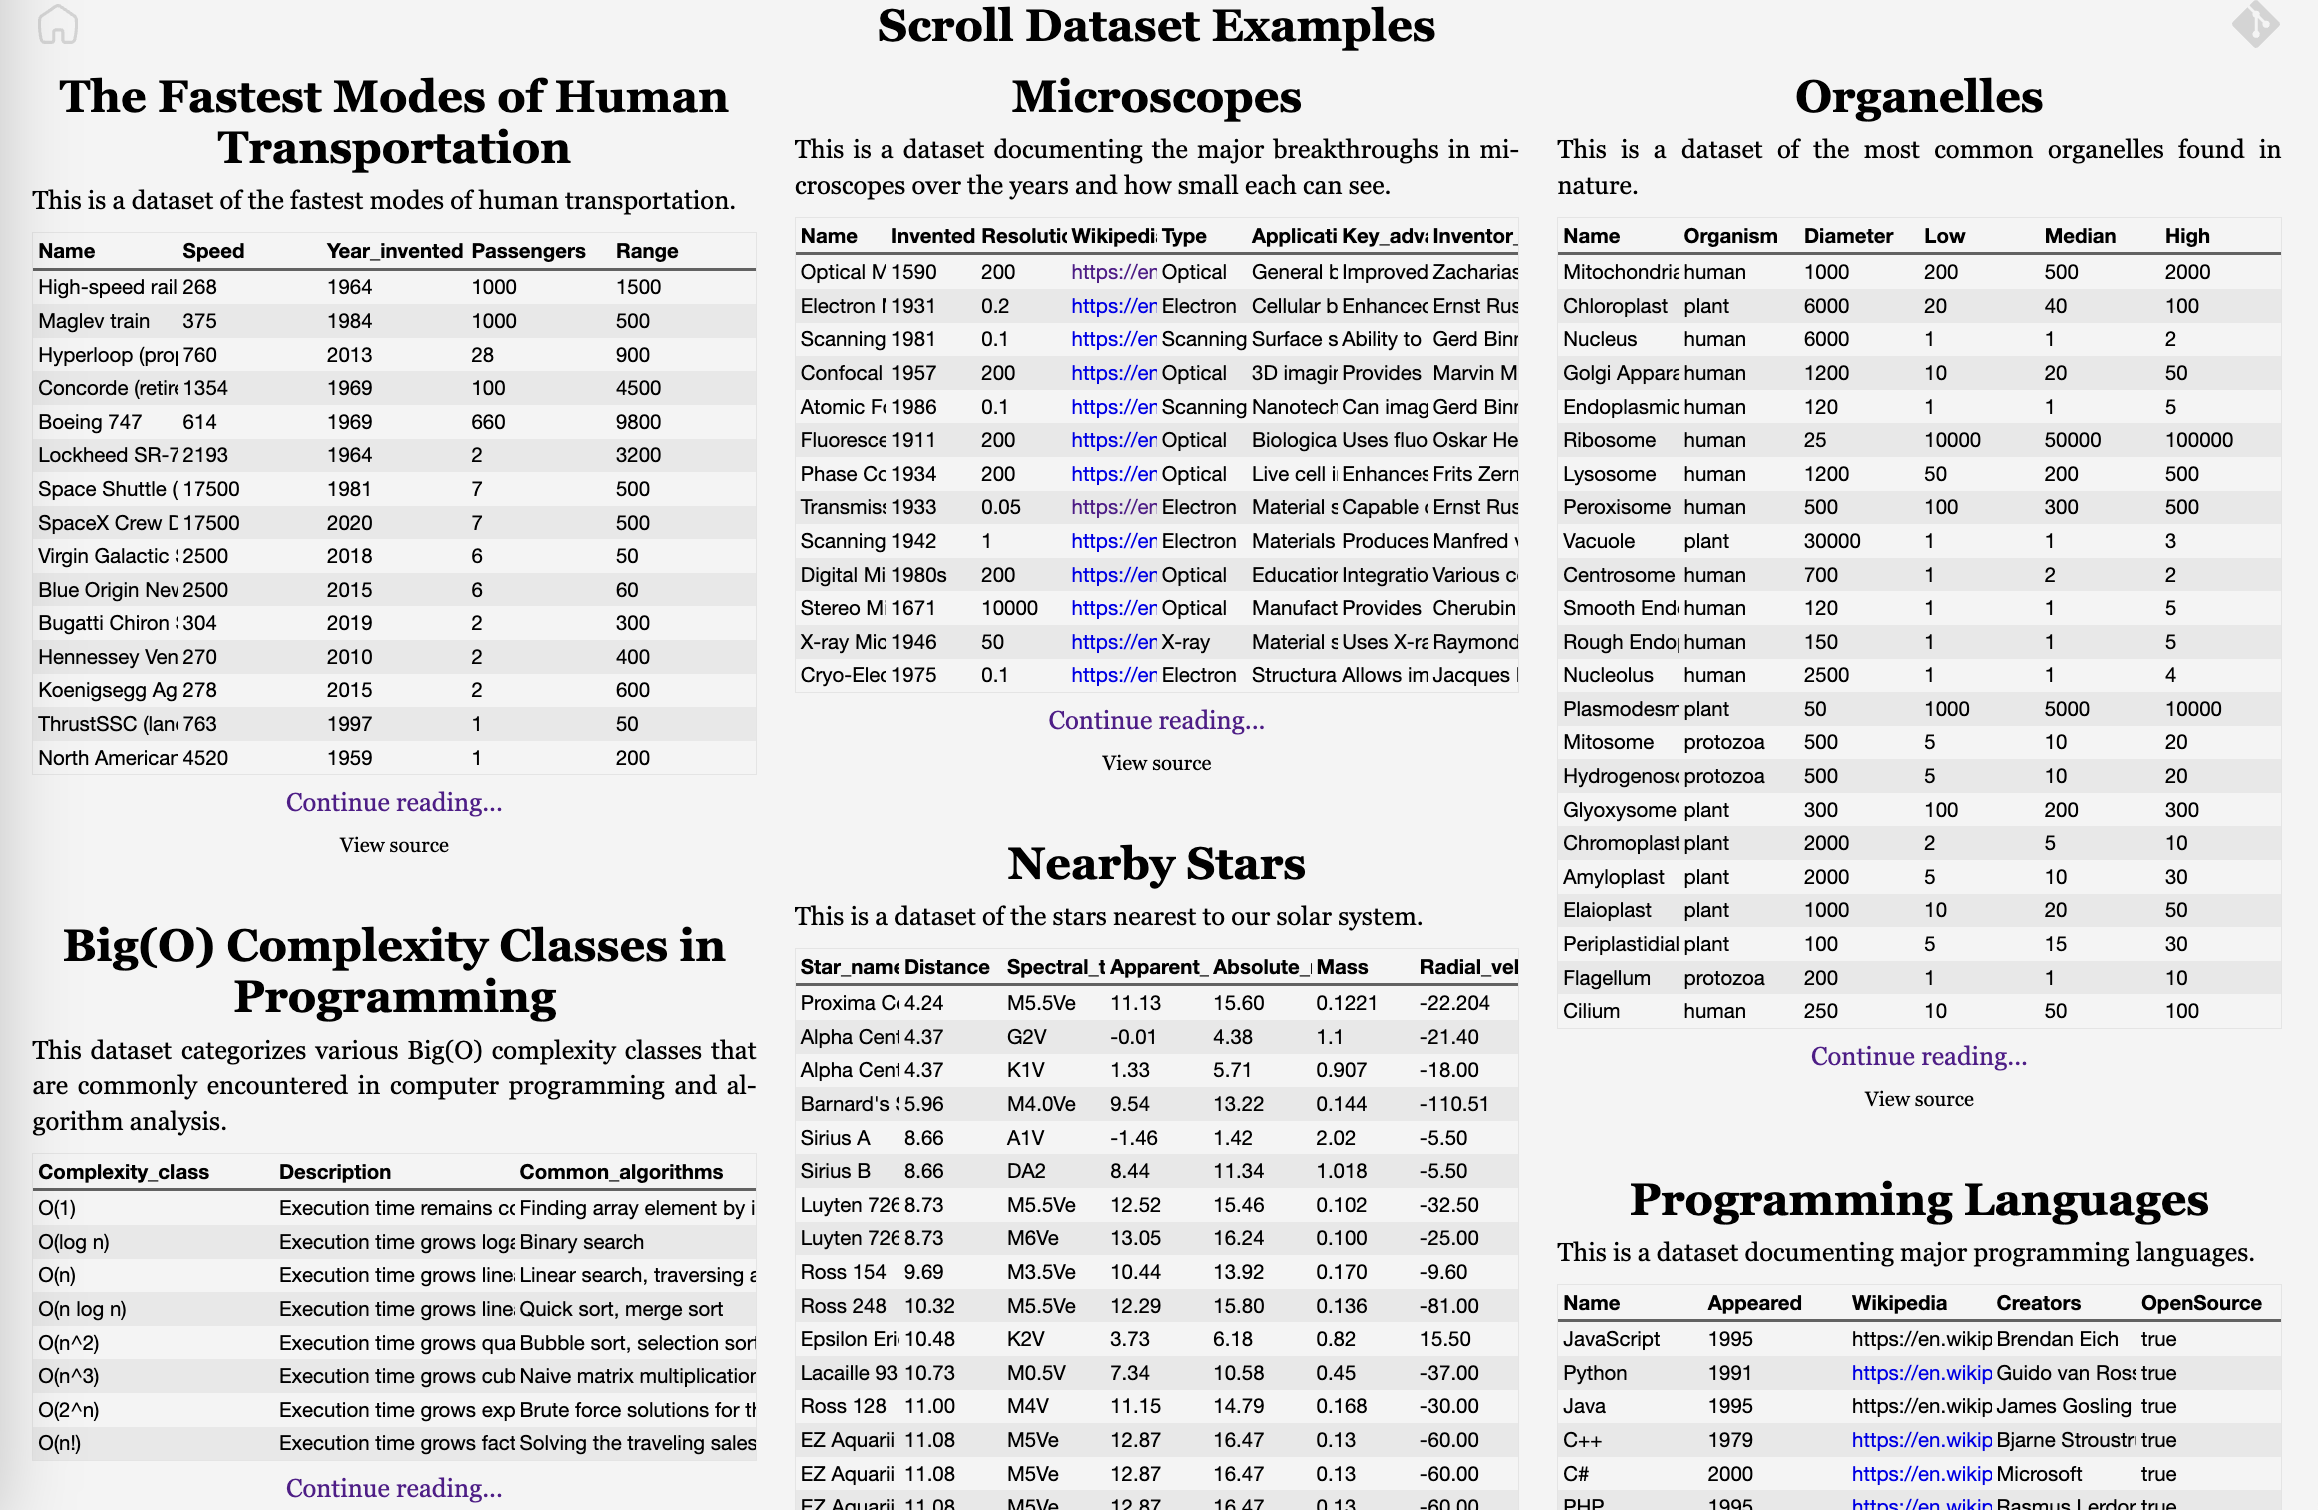 Scroll Dataset Examples
The Fastest Modes of Human
Transportation
This is a dataset of the fastest modes of human transportation.
Name Speed Year_invented Passengers Range
High-speed rail 268 1964 1000 1500
Maglev train 375 1984 1000 500
Hyperloop (pro 760 2013 28 900
Concorde (retir 1354 1969 100 4500
Boeing 747 614 1969 660 9800
Lockheed SR-7 2193 1964 2 3200
Space Shuttle ( 17500 1981 7 500
SpaceX Crew 17500 2020 7 500
Virgin Galactic 2500 2018 6 50
Blue Origin Nev 2500 2015 6 60
Bugatti Chiron 304 2019 2 300
Hennessey Ven 270 2010 2 400
Koenigsegg Ag 278 2015 2 600
ThrustSSC (lan 763 1997 1 50
North American 4520 1959 1 200
Continue reading...
View source
Big(O) Complexity Classes in
Programming
This dataset categorizes various Big(O) complexity classes that
are commonly encountered in computer programming and al-
gorithm analysis.
Complexity_class Description Common_algorithms
O(1) Execution time remains co Finding array element by i
O(log n) Execution time grows loga Binary search
O(n) Execution time grows line Linear search, traversing a
O(n log n) Execution time grows line Quick sort, merge sort
O(n^2) Execution time grows qua Bubble sort, selection sort
O(n^3) Execution time grows cub Naive matrix multiplication
O(2^n) Execution time grows exp Brute force solutions for th
O(n!) Execution time grows fact Solving the traveling sales
Continue reading...
Microscopes
This is a dataset documenting the major breakthroughs in mi-
croscopes over the years and how small each can see.
Name Invented Resolutic Wikipedi Type Applicati Key_adva Inventor_
Optical M 1590 200 https://en Optical General b Improved Zacharias
Electron 1931 0.2 https://en Electron Cellular b Enhanced Ernst Rus
Scanning 1981 0.1 https://en Scanning Surface s Ability to Gerd Binn
Confocal 1957 200 https://en Optical 3D imagin Provides Marvin M
Atomic Fo 1986 0.1 https://en Scanning Nanotech Can imag Gerd Binn
Fluoresce 1911 200 https://en Optical Biologica Uses fluo Oskar He
Phase Co 1934 200 https://en Optical Live cell i Enhances Frits Zern
Transmiss 1933 0.05 https://en Electron Material s Capable Ernst Rus
Scanning 1942 1 https://en Electron Materials Produces Manfred v
Digital Mi 1980s 200 https://en Optical Education Integratio Various c
Stereo Mi 1671 10000 https://en Optical Manufact Provides Cherubin
X-ray Mic 1946 50 https://en X-ray Material s Uses X-ra Raymond
Cryo-Elec 1975 0.1 https://en Electron Structura Allows im Jacques
Continue reading...
View source
Nearby Stars
This is a dataset of the stars nearest to our solar system.
Star_name Distance Spectral_t Apparent_ Absolute_ Mass Radial_vel
Proxima Ce 4.24 M5.5Ve 11.13 15.60 0.1221 -22.204
Alpha Cent 4.37 G2V -0.01 4.38 1.1 -21.40
Alpha Cent 4.37 K1V 1.33 5.71 0.907 -18.00
Barnard's 5.96 M4.0Ve 9.54 13.22 0.144 -110.51
Sirius A 8.66 A1V -1.46 1.42 2.02 -5.50
Sirius B 8.66 DA2 8.44 11.34 1.018 -5.50
Luyten 726 8.73 M5.5Ve 12.52 15.46 0.102 -32.50
Luyten 726 8.73 M6Ve 13.05 16.24 0.100 -25.00
Ross 154 9.69 M3.5Ve 10.44 13.92 0.170 -9.60
Ross 248 10.32 M5.5Ve 12.29 15.80 0.136 -81.00
Epsilon Eri 10.48 K2V 3.73 6.18 0.82 15.50
Lacaille 93 10.73 M0.5V 7.34 10.58 0.45 -37.00
Ross 128 11.00 M4V 11.15 14.79 0.168 -30.00
EZ Aquarii 11.08 M5Ve 12.87 16.47 0.13 -60.00
EZ Aquarii 11.08 M5Ve 12.87 16.47 0.13 -60.00
EZ Aquarii 11.08 M5Ve 12.87 16.47 0.13 -60.00
Organelles
This is a dataset of the most common organelles found in
nature.
Name Organism Diameter Low Median High
Mitochondria human 1000 200 500 2000
Chloroplast plant 6000 20 40 100
Nucleus human 6000 1 1 2
Golgi Appara human 1200 10 20 50
Endoplasmic human 120 1 1 5
Ribosome human 25 10000 50000 100000
Lysosome human 1200 50 200 500
Peroxisome human 500 100 300 500
Vacuole plant 30000 1 1 3
Centrosome human 700 1 2 2
Smooth End human 120 1 1 5
Rough Endo human 150 1 1 5
Nucleolus human 2500 1 1 4
Plasmodesm plant 50 1000 5000 10000
Mitosome protozoa 500 5 10 20
Hydrogenoso protozoa 500 5 10 20
Glyoxysome plant 300 100 200 300
Chromoplast plant 2000 2 5 10
Amyloplast plant 2000 5 10 30
Elaioplast plant 1000 10 20 50
Periplastidial plant 100 5 15 30
Flagellum protozoa 200 1 1 10
Cilium human 250 10 50 100
Continue reading...
View source
Programming Languages
This is a dataset documenting major programming languages.
Name Appeared Wikipedia Creators OpenSource
JavaScript 1995 https://en.wikip Brendan Eich true
Python 1991 https://en.wikip Guido van Ross true
Java 1995 https://en.wikip James Gosling true
C++ 1979 https://en.wikip Bjarne Stroustr true
C# 2000 https://en.wikip Microsoft true
PHP 1995 https://en.wikip Rasmus Lerdor true